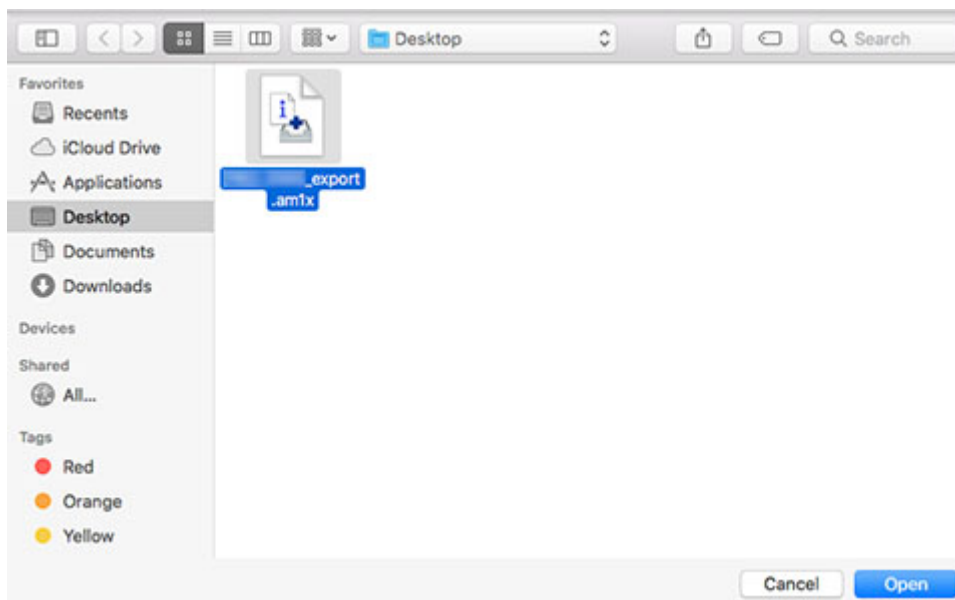 Desktop
Search
Favorites
Recents
iCloud Drive
Applications
Desktop
Documents
Downloads
Devices
Shared
All...
Tags
Red
Orange
Yellow
i
_export
.am1x
Cancel
Open